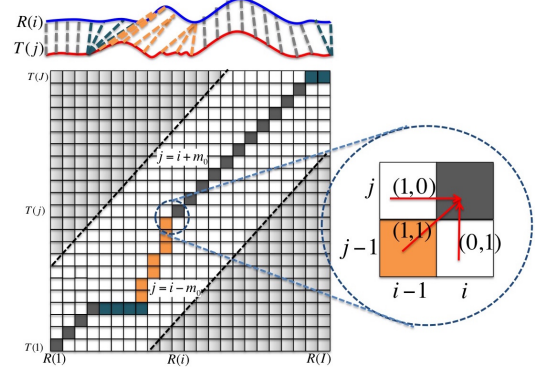 R(i)
T(j)
T(J)
j = i + m₀
T(j)
j = i − m₀
T(1)
R(1) R(i) R(I)
j (1,0)
(1,1) (0,1)
j−1
i−1 i